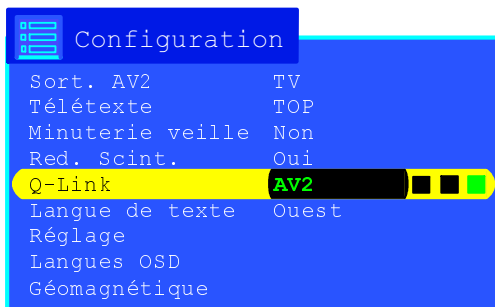 Configuration
Sort. AV2 TV
Télétexte TOP
Minuterie veille Non
Red. Scint. Oui
Q-Link AV2
Langue de texte Ouest
Réglage
Langues OSD
Géomagnétique